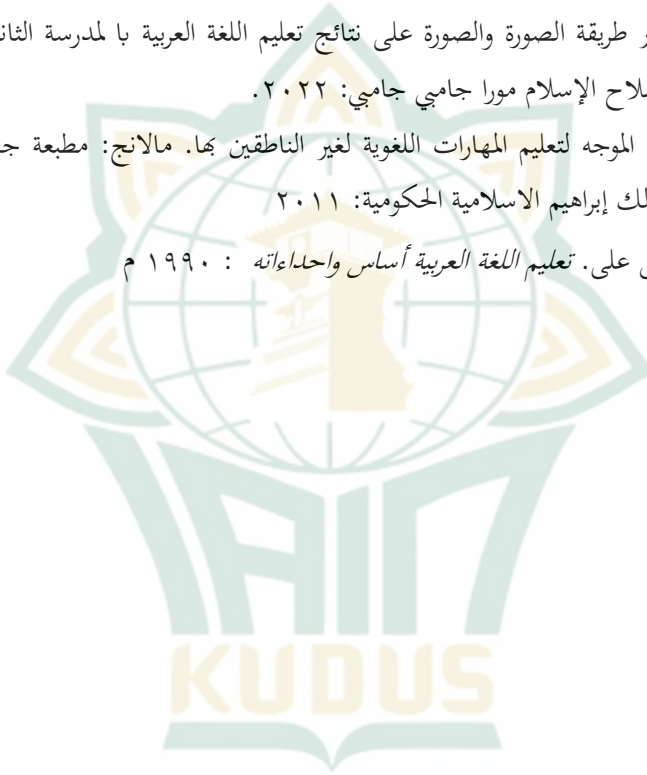 ر طريقة الصورة والصورة على نتائج تعليم اللغة العربية با لمدرسة الثان
لاح الإسلام مورا جامبي جامبي: ٢٠٢٢.
الموجه لتعليم المهارات اللغوية لغير الناطقين بها. مالانج: مطبعة ج
لك إبراهيم الاسلامية الحكومية: ٢٠١١
على. تعليم اللغة العربية أساس واحداءاته : ١٩٩٠ م
IAIN
KUDUS